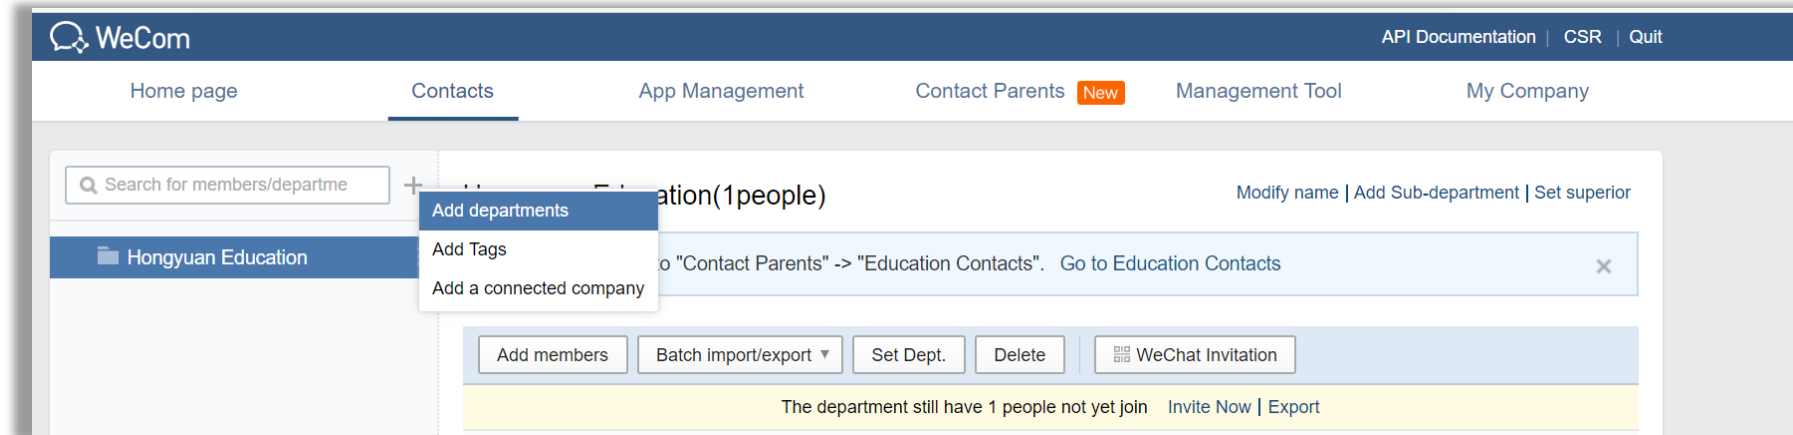 WeCom
API Documentation | CSR | Quit
Home page Contacts App Management Contact Parents New Management Tool My Company
Search for members/departme
ation(1people)
Modify name | Add Sub-department | Set superior
Add departments
Add Tags
Add a connected company
Hongyuan Education
o "Contact Parents" -> "Education Contacts". Go to Education Contacts
Add members Batch import/export Set Dept. Delete WeChat Invitation
The department still have 1 people not yet join Invite Now | Export